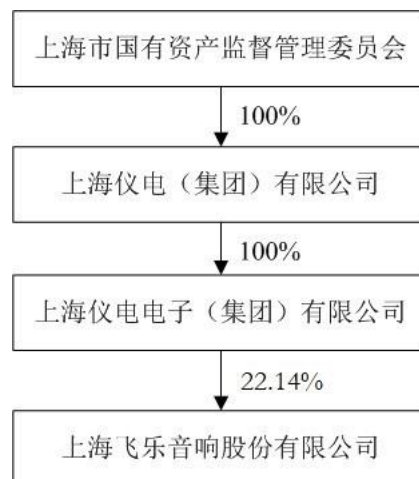 上海市国有资产监督管理委员会
100%
上海仪电（集团）有限公司
100%
上海仪电电子（集团）有限公司
22.14%
上海飞乐音响股份有限公司